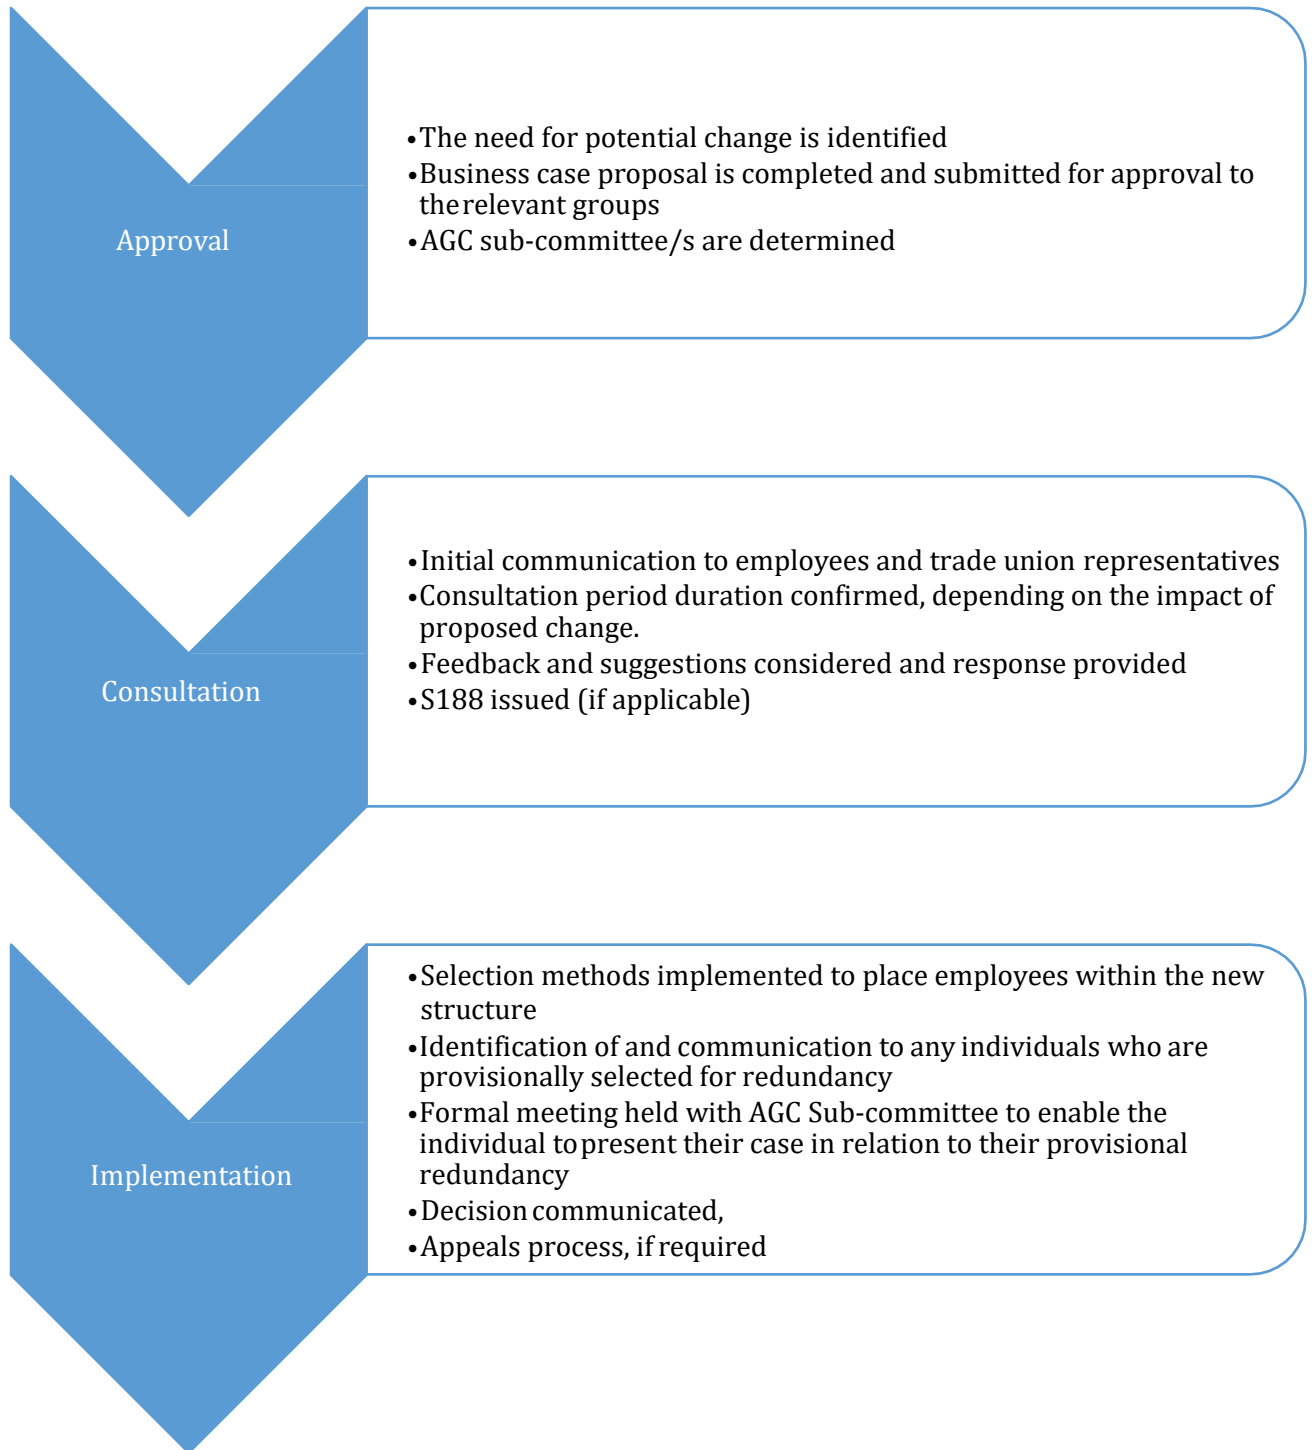 Approval
•The need for potential change is identified
•Business case proposal is completed and submitted for approval to
the relevant groups
•AGC sub-committee/s are determined
Consultation
•Initial communication to employees and trade union representatives
•Consultation period duration confirmed, depending on the impact of
proposed change.
•Feedback and suggestions considered and response provided
•S188 issued (if applicable)
Implementation
•Selection methods implemented to place employees within the new
structure
•Identification of and communication to any individuals who are
provisionally selected for redundancy
•Formal meeting held with AGC Sub-committee to enable the
individual to present their case in relation to their provisional
redundancy
•Decision communicated,
•Appeals process, if required